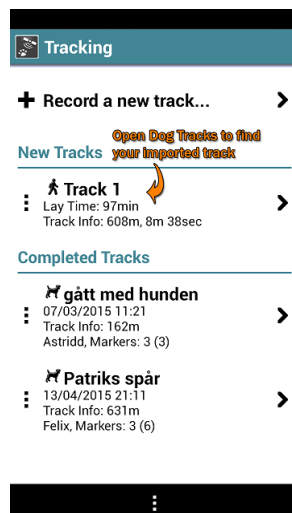 Tracking
Record a new track...
Open Dog Tracks to find
your imported track
New Tracks
Track 1
Lay Time: 97min
Track Info: 608m, 8m 38sec
Completed Tracks
gått med hunden
07/03/2015 11:21
Track Info: 162m
Astridd, Markers: 3 (3)
Patriks spår
13/04/2015 21:11
Track Info: 631m
Felix, Markers: 3 (6)